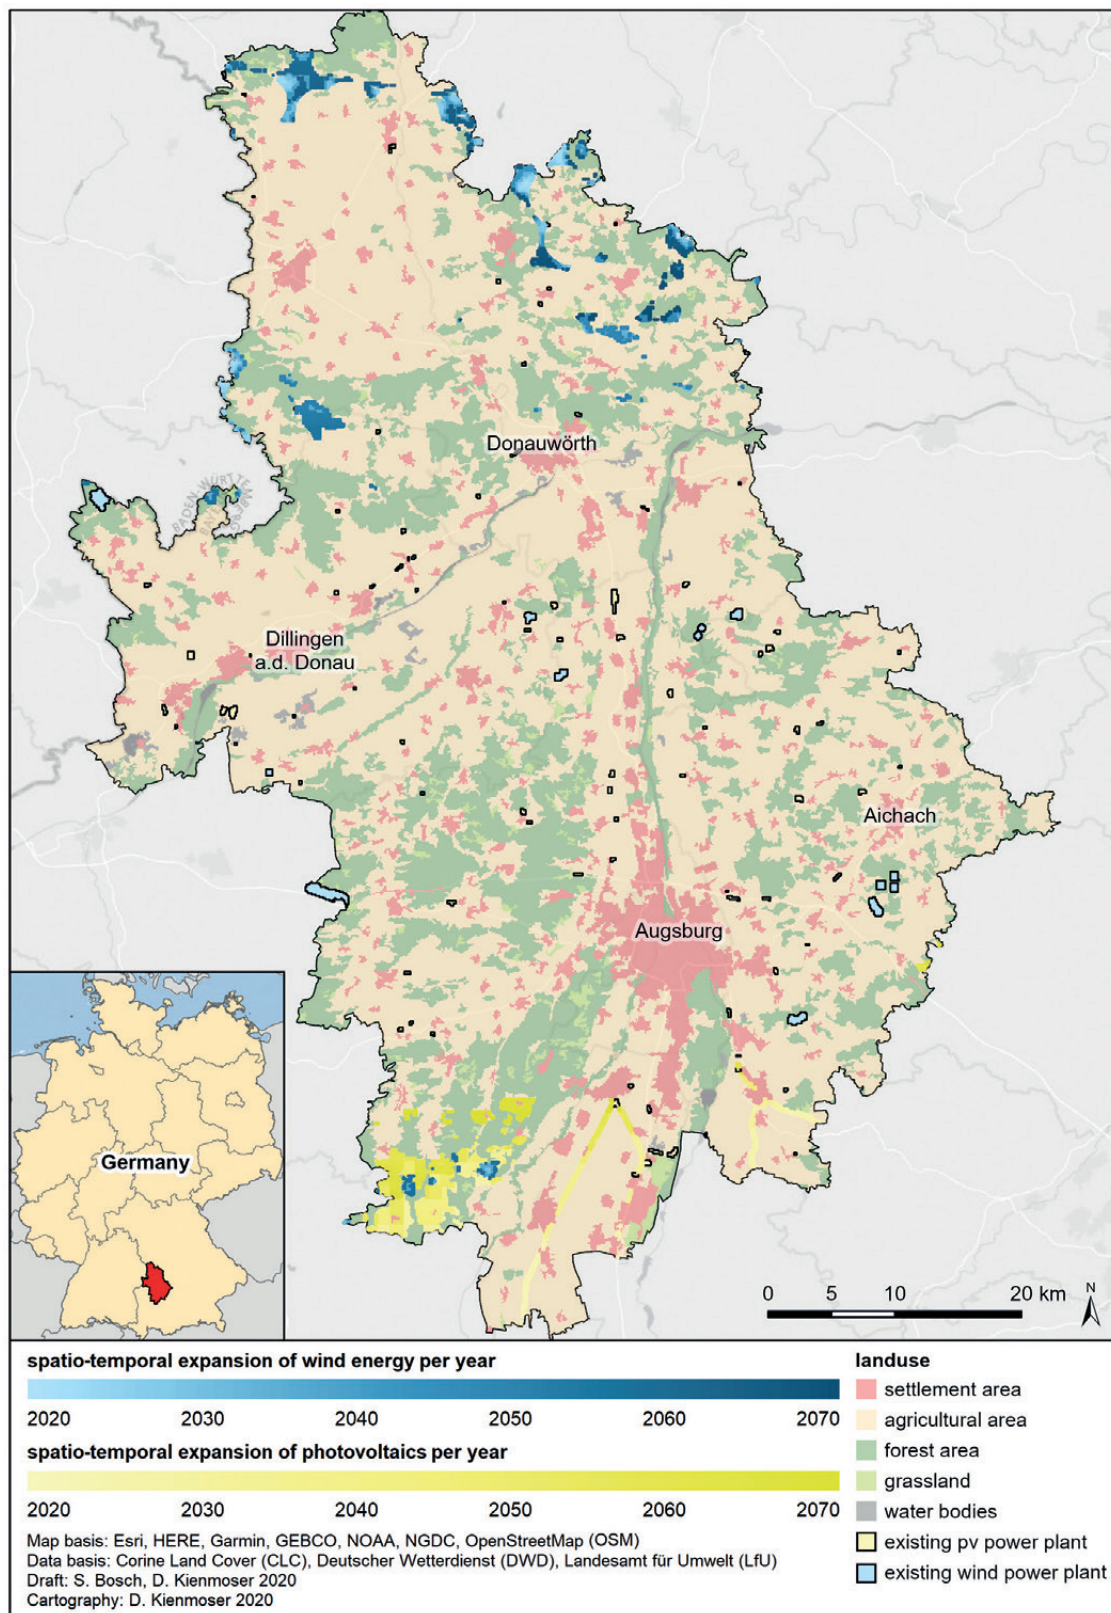 BADEN-WÜRTTE
Donauwörth
Dillingen
a.d. Donau
Aichach
Augsburg
Germany
0 5 10 20 km
N
spatio-temporal expansion of wind energy per year
2020 2030 2040 2050 2060 2070
spatio-temporal expansion of photovoltaics per year
2020 2030 2040 2050 2060 2070
Map basis: Esri, HERE, Garmin, GEBCO, NOAA, NGDC, OpenStreetMap (OSM)
Data basis: Corine Land Cover (CLC), Deutscher Wetterdienst (DWD), Landesamt für Umwelt (LfU)
Draft: S. Bosch, D. Kienmoser 2020
Cartography: D. Kienmoser 2020
landuse
settlement area
agricultural area
forest area
grassland
water bodies
existing pv power plant
existing wind power plant